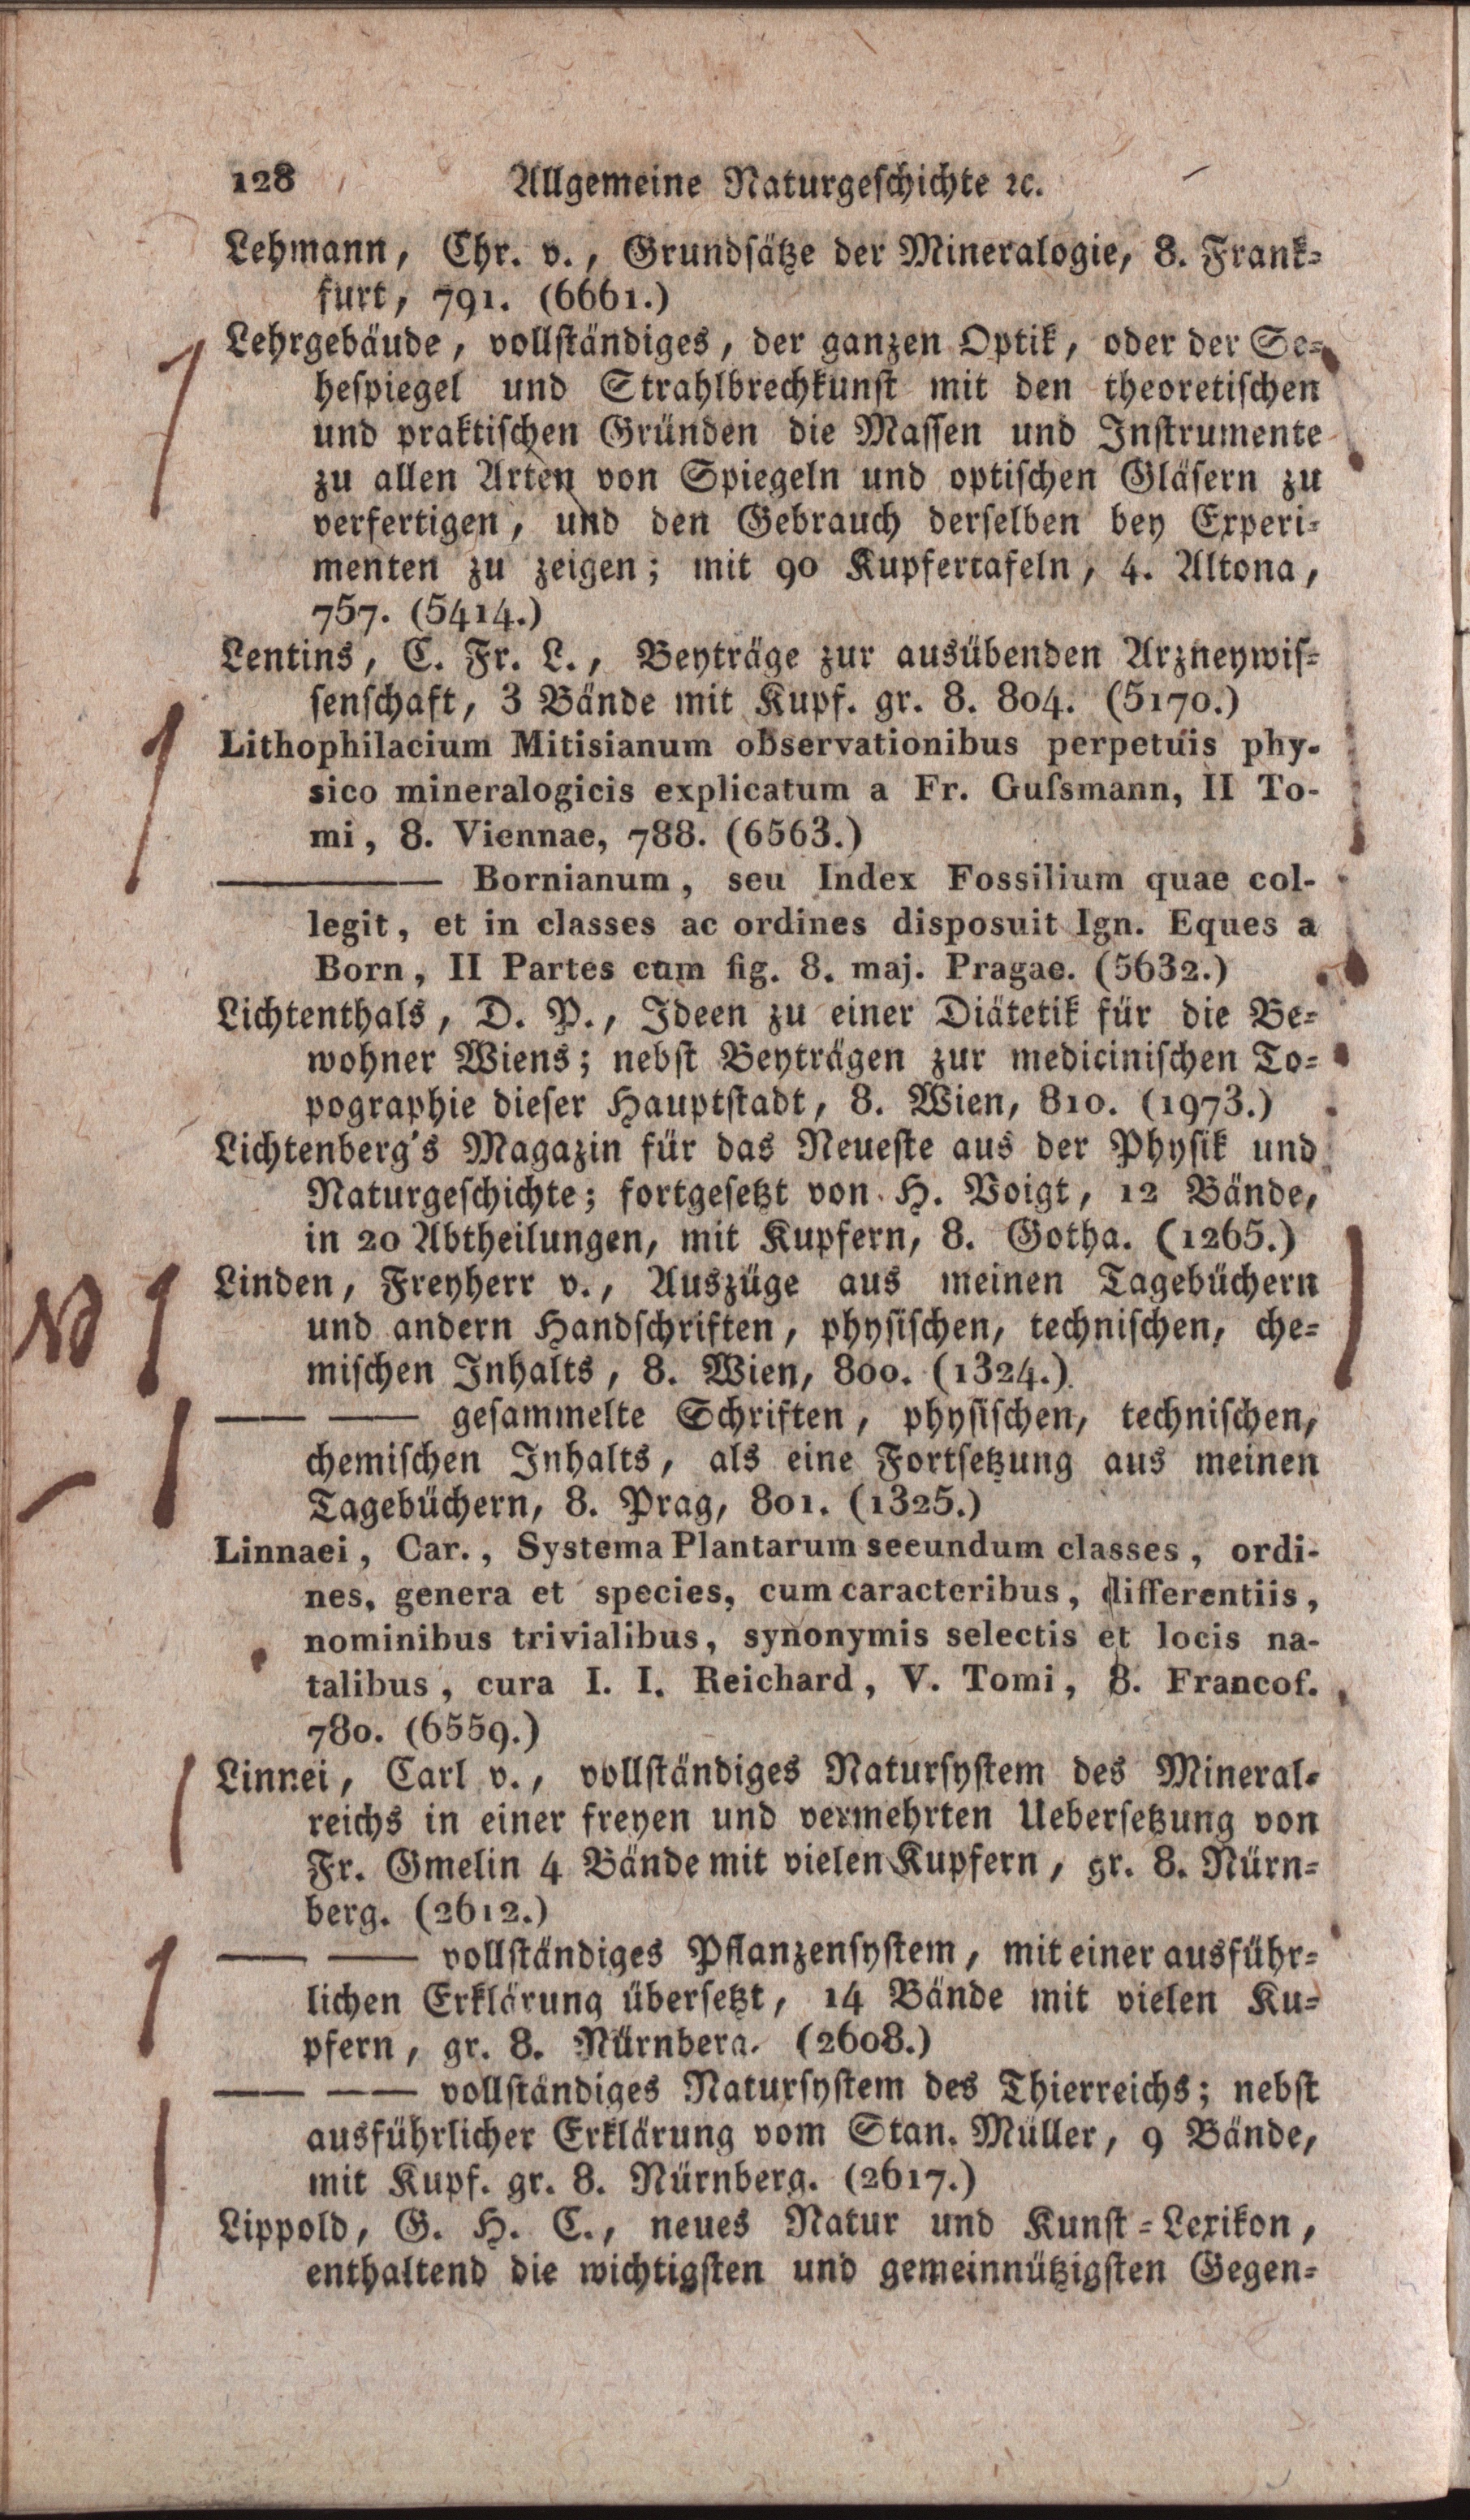 128 Allgemeine Naturgeschichte ꝛc.
Lehmann, Chr. v., Grundsätze der Mineralogie, 8. Frank-
furt, 791. (6661.)
Lehrgebäude, vollständiges, der ganzen Optik, oder der Se-
hespiegel und Strahlbrechkunst mit den theoretischen
und praktischen Gründen die Massen und Instrumente
zu allen Arten von Spiegeln und optischen Gläsern zu
verfertigen, und den Gebrauch derselben bey Experi-
menten zu zeigen; mit 90 Kupfertafeln, 4. Altona,
757. (5414.)
Lentins, C. Fr. L., Beyträge zur ausübenden Arzneywis-
senschaft, 3 Bände mit Kupf. gr. 8. 804. (5170.)
Lithophilacium Mitisianum observationibus perpetuis phy-
sico mineralogicis explicatum a Fr. Gufsmann, II To-
mi, 8. Viennae, 788. (6563.)
——— Bornianum, seu Index Fossilium quae col-
legit, et in classes ac ordines disposuit Ign. Eques a
Born, II Partes cum fig. 8. maj. Pragae. (5632.)
Lichtenthals, D. P., Ideen zu einer Diätetik für die Be-
wohner Wiens; nebst Beyträgen zur medicinischen To-
pographie dieser Hauptstadt, 8. Wien, 810. (1973.)
Lichtenberg's Magazin für das Neueste aus der Physik und
Naturgeschichte; fortgesetzt von H. Voigt, 12 Bände,
in 20 Abtheilungen, mit Kupfern, 8. Gotha. (1265.)
Linden, Freyherr v., Auszüge aus meinen Tagebüchern
und andern Handschriften, physischen, technischen, che-
mischen Inhalts, 8. Wien, 800. (1324.)
— — gesammelte Schriften, physischen, technischen,
chemischen Inhalts, als eine Fortsetzung aus meinen
Tagebüchern, 8. Prag, 801. (1325.)
Linnaei, Car., Systema Plantarum secundum classes, ordi-
nes, genera et species, cum caracteribus, differentiis,
nominibus trivialibus, synonymis selectis et locis na-
talibus, cura I. I. Reichard, V. Tomi, 8. Francof.
780. (6559.)
Linnei, Carl v., vollständiges Natursystem des Mineral-
reichs in einer freyen und vermehrten Uebersetzung von
Fr. Gmelin 4 Bände mit vielen Kupfern, gr. 8. Nürn-
berg. (2612.)
— — vollständiges Pflanzensystem, mit einer ausführ-
lichen Erklärung übersetzt, 14 Bände mit vielen Ku-
pfern, gr. 8. Nürnberg. (2608.)
— — vollständiges Natursystem des Thierreichs; nebst
ausführlicher Erklärung vom Stan. Müller, 9 Bände,
mit Kupf. gr. 8. Nürnberg. (2617.)
Lippold, G. H. C., neues Natur und Kunst-Lexikon,
enthaltend die wichtigsten und gemeinnützigsten Gegen-